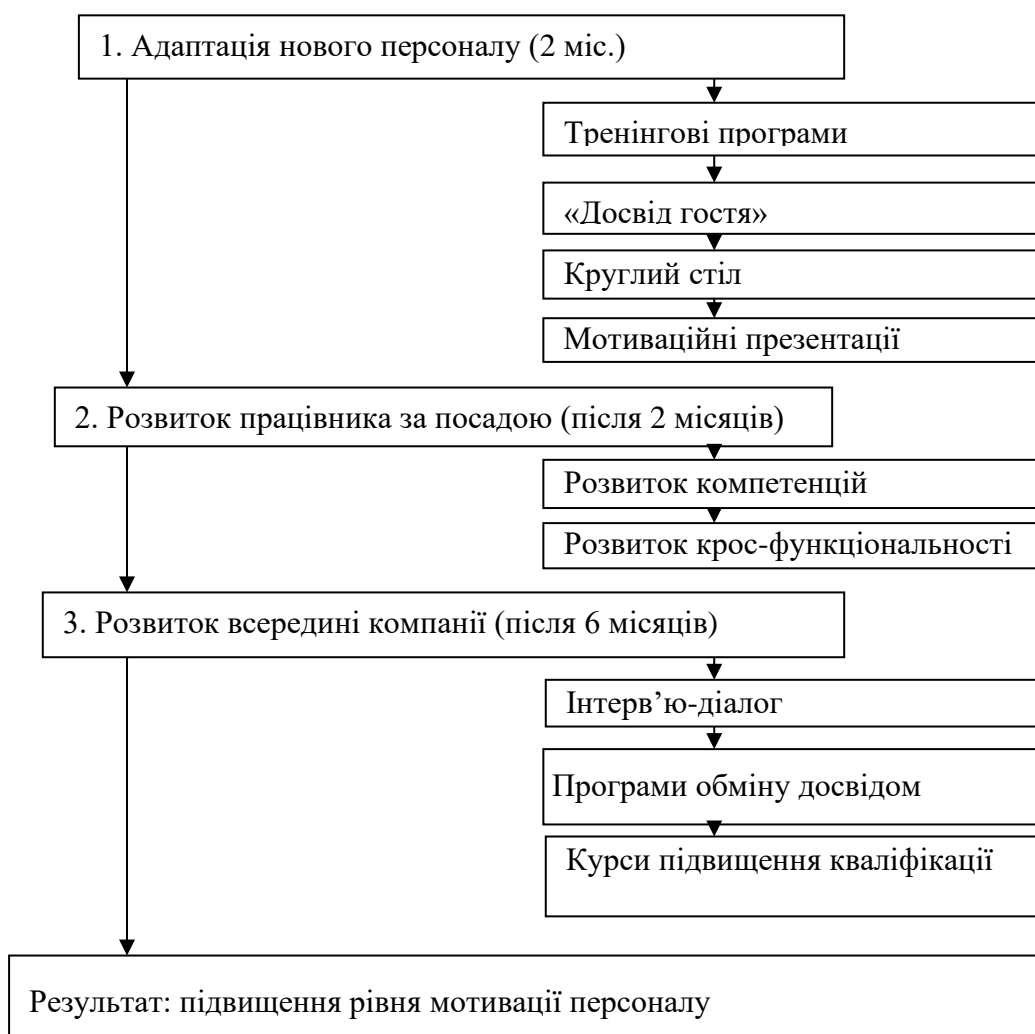 1. Адаптація нового персоналу (2 міс.)
Тренінгові програми
«Досвід гостя»
Круглий стіл
Мотиваційні презентації
2. Розвиток працівника за посадою (після 2 місяців)
Розвиток компетенцій
Розвиток крос-функціональності
3. Розвиток всередині компанії (після 6 місяців)
Інтерв’ю-діалог
Програми обміну досвідом
Курси підвищення кваліфікації
Результат: підвищення рівня мотивації персоналу